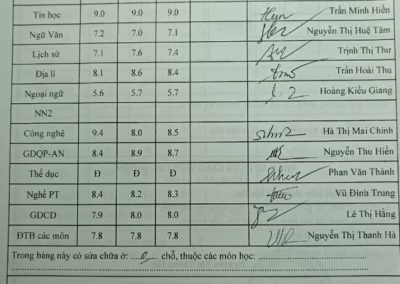 Tin học 9.0 9.0 9.0 Trần Minh Hiền
Ngữ Văn 7.2 7.0 7.1 Nguyễn Thị Huệ Tâm
Lịch sử 7.1 7.6 7.4 Trịnh Thị Thư
Địa lí 8.1 8.6 8.4 Trần Hoài Thu
Ngoại ngữ 5.6 5.7 5.7 Hoàng Kiều Giang
NN2
Công nghệ 9.4 8.0 8.5 Hà Thị Mai Chinh
GDQP-AN 8.4 8.9 8.7 Nguyễn Thu Hiền
Thể dục Đ Đ Đ Phan Văn Thành
Nghề PT 8.4 8.2 8.3 Vũ Đình Trung
GDCD 7.9 8.0 8.0 Lê Thị Hằng
ĐTB các môn 7.8 7.8 7.8 Nguyễn Thị Thanh Hà
Trong bảng này có sửa chữa ở: ....0.... chỗ, thuộc các môn học: